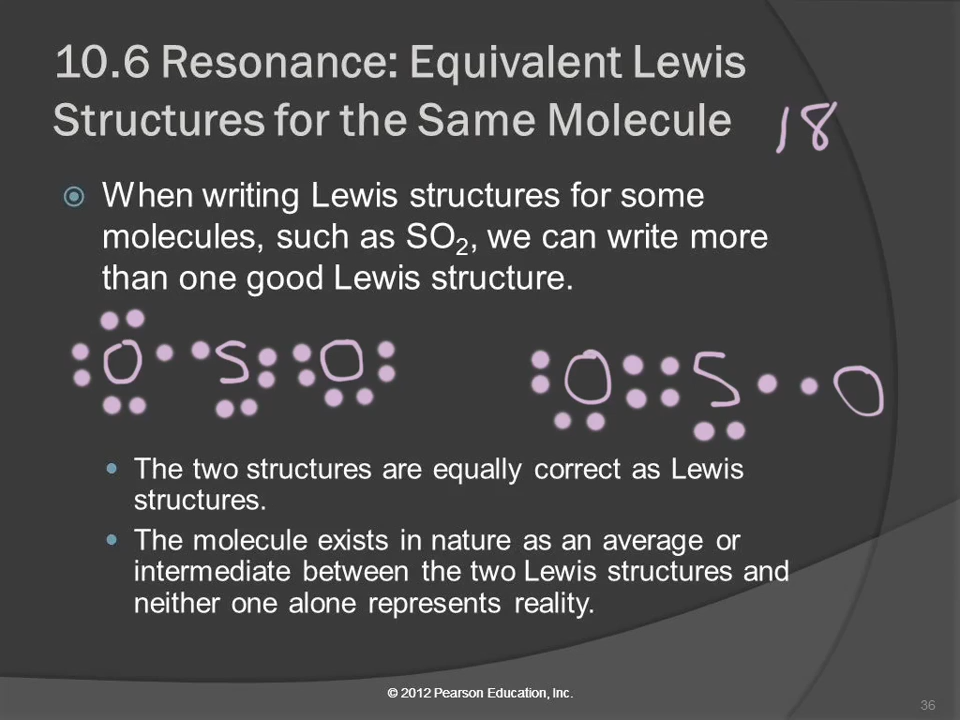 10.6 Resonance: Equivalent Lewis
Structures for the Same Molecule
18
When writing Lewis structures for some
molecules, such as SO₂, we can write more
than one good Lewis structure.
O S O O S O
The two structures are equally correct as Lewis
structures.
The molecule exists in nature as an average or
intermediate between the two Lewis structures and
neither one alone represents reality.
© 2012 Pearson Education, Inc.
36